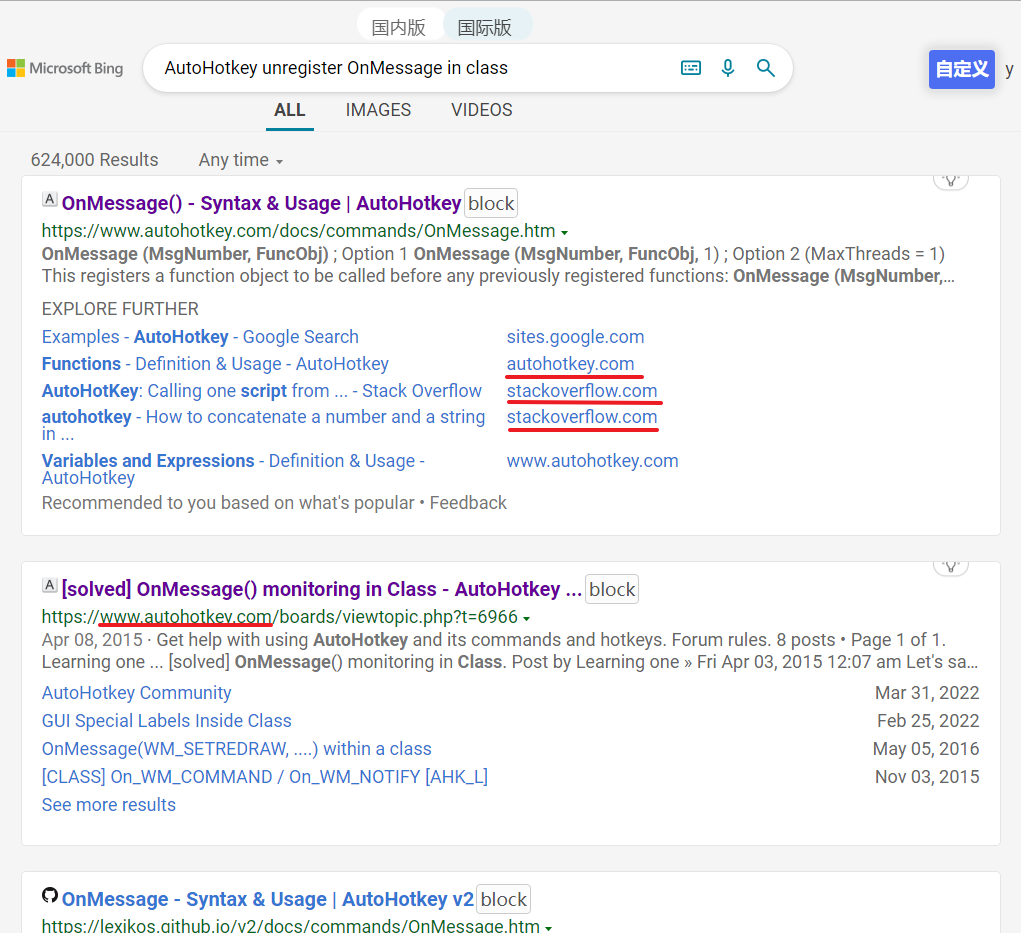 国内版 国际版
Microsoft Bing
AutoHotkey unregister OnMessage in class
自定义 y
ALL IMAGES VIDEOS
624,000 Results Any time
A OnMessage() - Syntax & Usage | AutoHotkey block
https://www.autohotkey.com/docs/commands/OnMessage.htm
OnMessage (MsgNumber, FuncObj) ; Option 1 OnMessage (MsgNumber, FuncObj, 1) ; Option 2 (MaxThreads = 1)
This registers a function object to be called before any previously registered functions: OnMessage (MsgNumber,...
EXPLORE FURTHER
Examples - AutoHotkey - Google Search sites.google.com
Functions - Definition & Usage - AutoHotkey autohotkey.com
AutoHotKey: Calling one script from ... - Stack Overflow stackoverflow.com
autohotkey - How to concatenate a number and a string stackoverflow.com
in ...
Variables and Expressions - Definition & Usage - www.autohotkey.com
AutoHotkey
Recommended to you based on what's popular • Feedback
A [solved] OnMessage() monitoring in Class - AutoHotkey ... block
https://www.autohotkey.com/boards/viewtopic.php?t=6966
Apr 08, 2015 · Get help with using AutoHotkey and its commands and hotkeys. Forum rules. 8 posts • Page 1 of 1.
Learning one ... [solved] OnMessage() monitoring in Class. Post by Learning one » Fri Apr 03, 2015 12:07 am Let's sa...
AutoHotkey Community Mar 31, 2022
GUI Special Labels Inside Class Feb 25, 2022
OnMessage(WM_SETREDRAW, ....) within a class May 05, 2016
[CLASS] On_WM_COMMAND / On_WM_NOTIFY [AHK_L] Nov 03, 2015
See more results
OnMessage - Syntax & Usage | AutoHotkey v2 block
https://lexikos.github.io/v2/docs/commands/OnMessage.htm